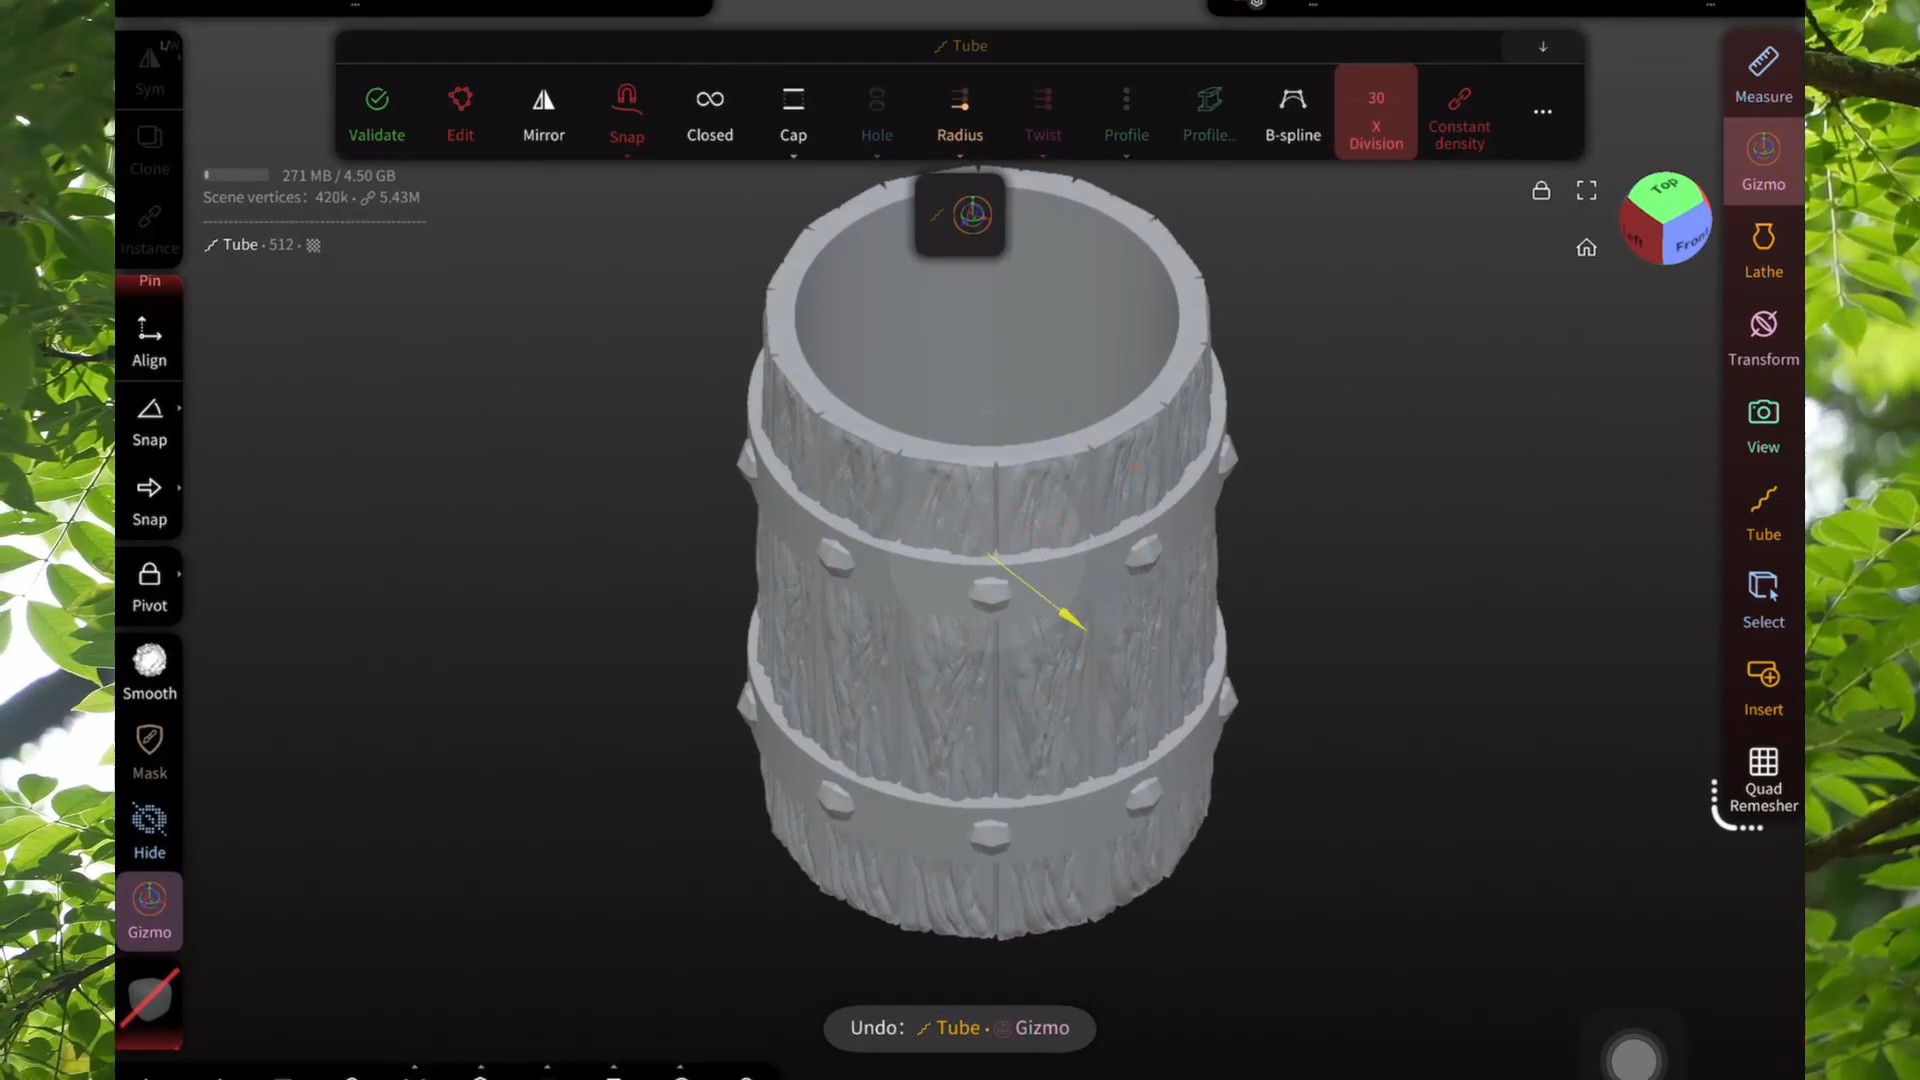 Tube
Validate
Edit
Mirror
Snap
Closed
Cap
Hole
Radius
Twist
Profile
Profile...
B-spline
30
X
Division
Constant
density
...
L/W
Sym
Clone
Instance
Pin
Align
Snap
Snap
Pivot
Smooth
Mask
Hide
Gizmo
271 MB / 4.50 GB
Scene vertices: 420k · 5.43M
Tube · 512 ·
Top
Left
Front
Measure
Gizmo
Lathe
Transform
View
Tube
Select
Insert
Quad
Remesher
Undo: Tube · Gizmo